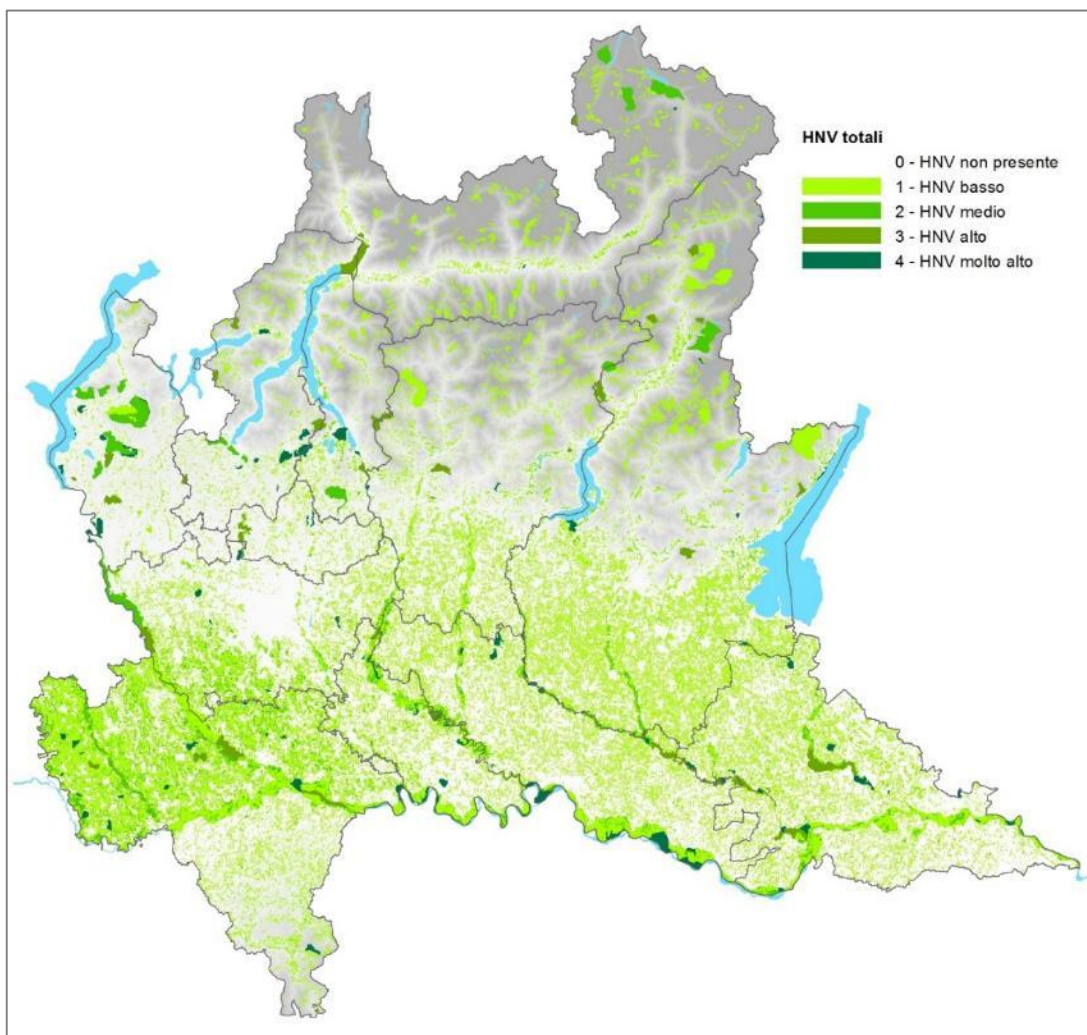 HNV totali
0 - HNV non presente
1 - HNV basso
2 - HNV medio
3 - HNV alto
4 - HNV molto alto